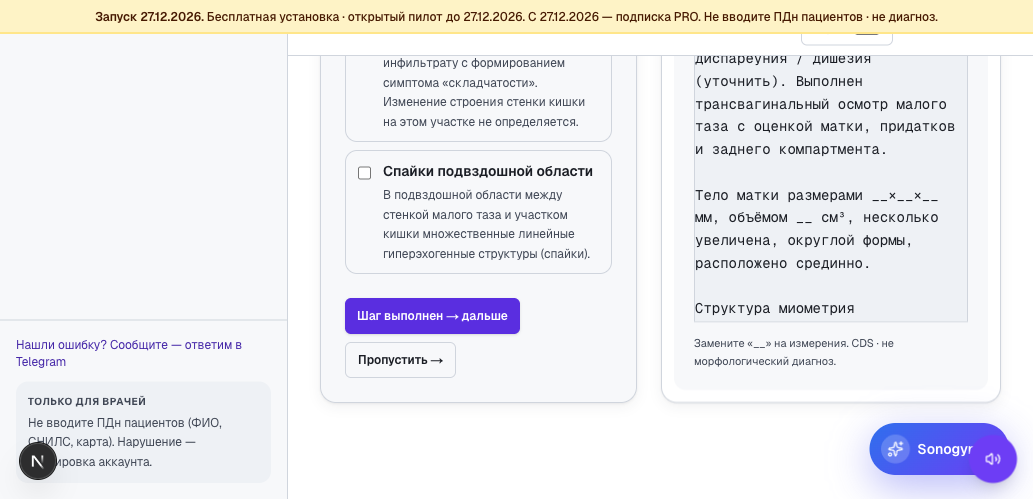 Запуск 27.12.2026. Бесплатная установка · открытый пилот до 27.12.2026. С 27.12.2026 — подписка PRO. Не вводите ПДн пациентов · не диагноз.
инфильтрату с формированием
симптома «складчатости».
Изменение строения стенки кишки
на этом участке не определяется.
Спайки подвздошной области
В подвздошной области между
стенкой малого таза и участком
кишки множественные линейные
гиперэхогенные структуры (спайки).
Шаг выполнен → дальше
Пропустить →
диспареуния / дишезия
(уточнить). Выполнен
трансвагинальный осмотр малого
таза с оценкой матки, придатков
и заднего компартмента.
Тело матки размерами __×__×__
мм, объёмом __ см³, несколько
увеличена, округлой формы,
расположено срединно.
Структура миометрия
Замените «__» на измерения. CDS · не
морфологический диагноз.
Нашли ошибку? Сообщите — ответим в
Telegram
ТОЛЬКО ДЛЯ ВРАЧЕЙ
Не вводите ПДн пациентов (ФИО,
СНИЛС, карта). Нарушение —
аккаунта.
N